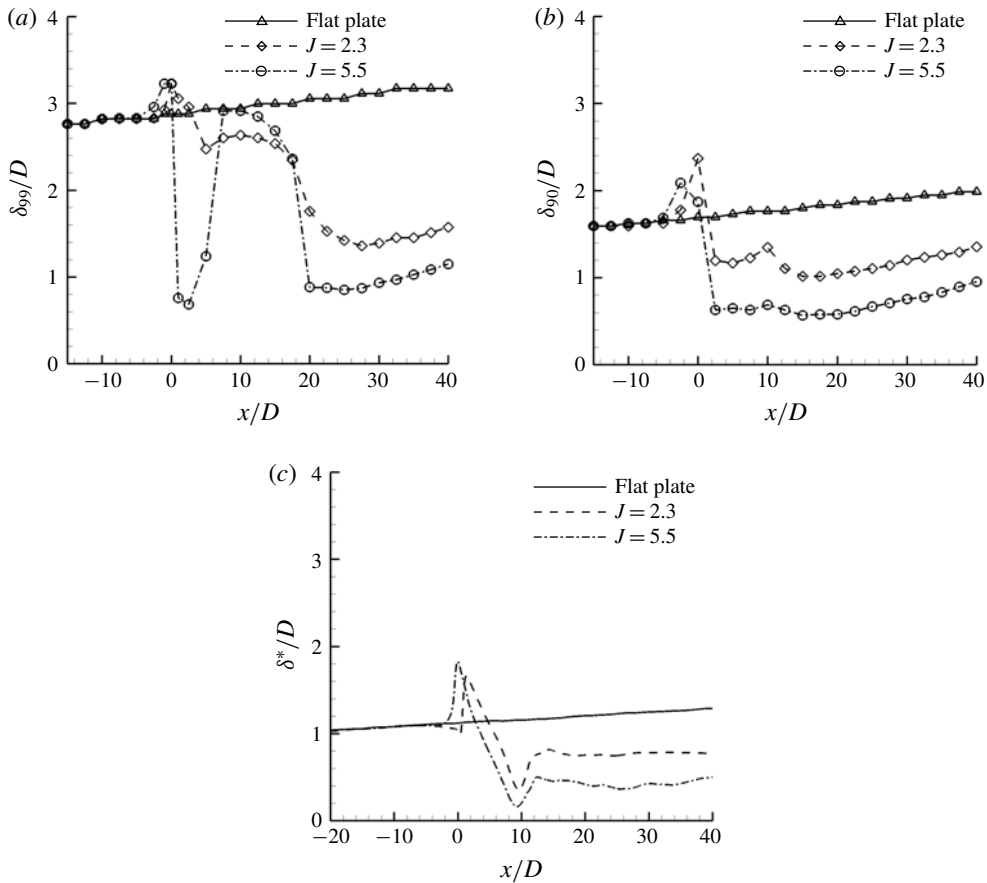 (a)
Flat plate
J = 2.3
J = 5.5
4
3
2
1
0
δ99/D
−10 0 10 20 30 40
x/D
(b)
Flat plate
J = 2.3
J = 5.5
4
3
2
1
0
δ90/D
−10 0 10 20 30 40
x/D
(c)
Flat plate
J = 2.3
J = 5.5
4
3
2
1
0
δ*/D
−20 −10 0 10 20 30 40
x/D